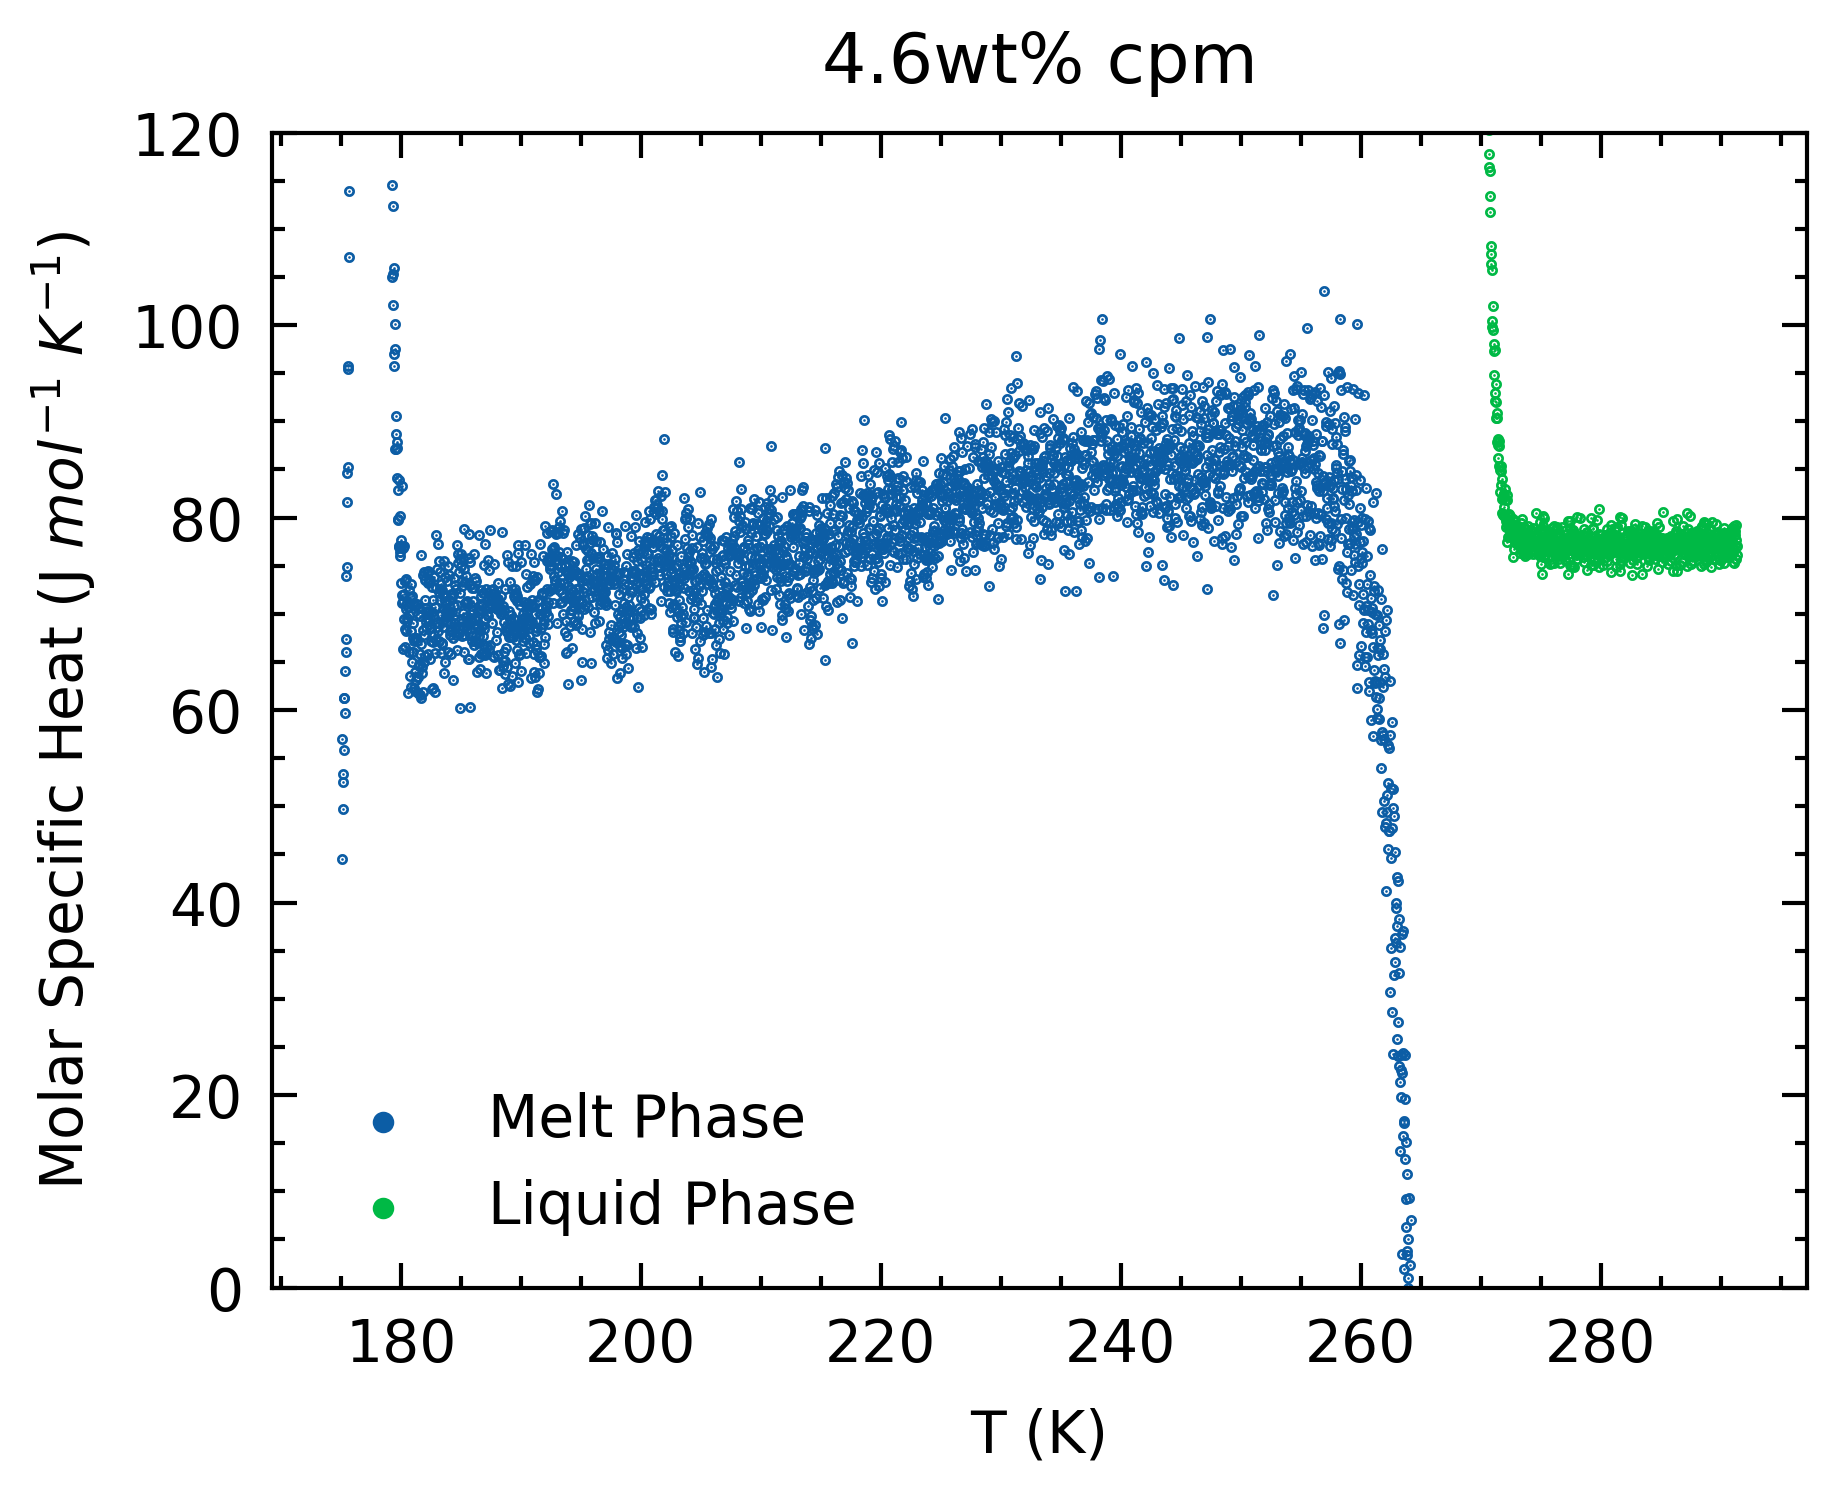 4.6wt% cpm
Molar Specific Heat (J mol⁻¹ K⁻¹)
120
100
80
60
40
20
0
Melt Phase
Liquid Phase
180 200 220 240 260 280
T (K)